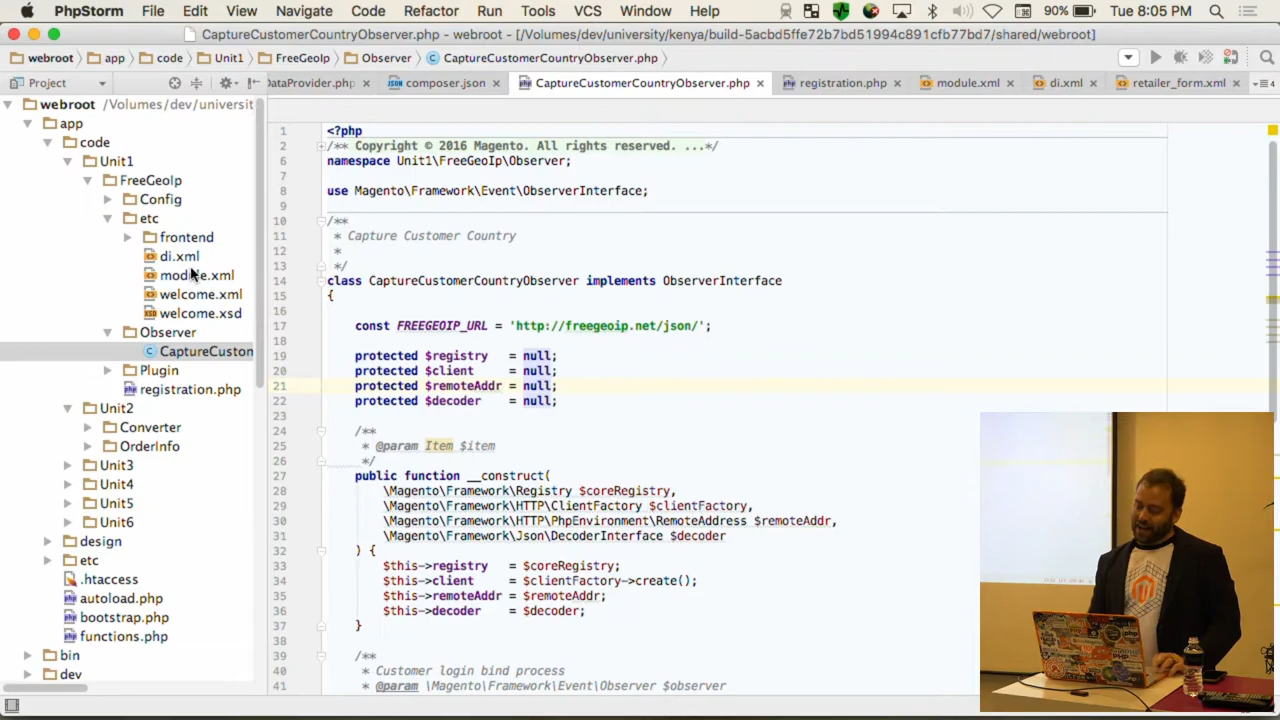 PhpStorm File Edit View Navigate Code Refactor Run Tools VCS Window Help 90% Tue 8:05 PM
CaptureCustomerCountryObserver.php - webroot - [/Volumes/dev/university/kenya/build-5acbd5ffe72b7bd51994c891cfb77bd7/shared/webroot]
webroot app code Unit1 FreeGeoIp Observer CaptureCustomerCountryObserver.php
Project DataProvider.php composer.json CaptureCustomerCountryObserver.php registration.php module.xml di.xml retailer_form.xml 4
webroot /Volumes/dev/universit
app
code
Unit1
FreeGeoIp
Config
etc
frontend
di.xml
module.xml
welcome.xml
welcome.xsd
Observer
CaptureCuston
Plugin
registration.php
Unit2
Converter
OrderInfo
Unit3
Unit4
Unit5
Unit6
design
etc
.htaccess
autoload.php
bootstrap.php
functions.php
bin
dev
1 <?php
2 /** Copyright © 2016 Magento. All rights reserved. ...*/
6 namespace Unit1\FreeGeoIp\Observer;
7
8 use Magento\Framework\Event\ObserverInterface;
9
10 /**
11 * Capture Customer Country
12 *
13 */
14 class CaptureCustomerCountryObserver implements ObserverInterface
15 {
16
17 const FREEGEOIP_URL = 'http://freegeoip.net/json/';
18
19 protected $registry = null;
20 protected $client = null;
21 protected $remoteAddr = null;
22 protected $decoder = null;
23
24 /**
25 * @param Item $item
26 */
27 public function __construct(
28 \Magento\Framework\Registry $coreRegistry,
29 \Magento\Framework\HTTP\ClientFactory $clientFactory,
30 \Magento\Framework\HTTP\PhpEnvironment\RemoteAddress $remoteAddr,
31 \Magento\Framework\Json\DecoderInterface $decoder
32 ) {
33 $this->registry = $coreRegistry;
34 $this->client = $clientFactory->create();
35 $this->remoteAddr = $remoteAddr;
36 $this->decoder = $decoder;
37 }
38
39 /**
40 * Customer login bind process
41 * @param \Magento\Framework\Event\Observer $observer